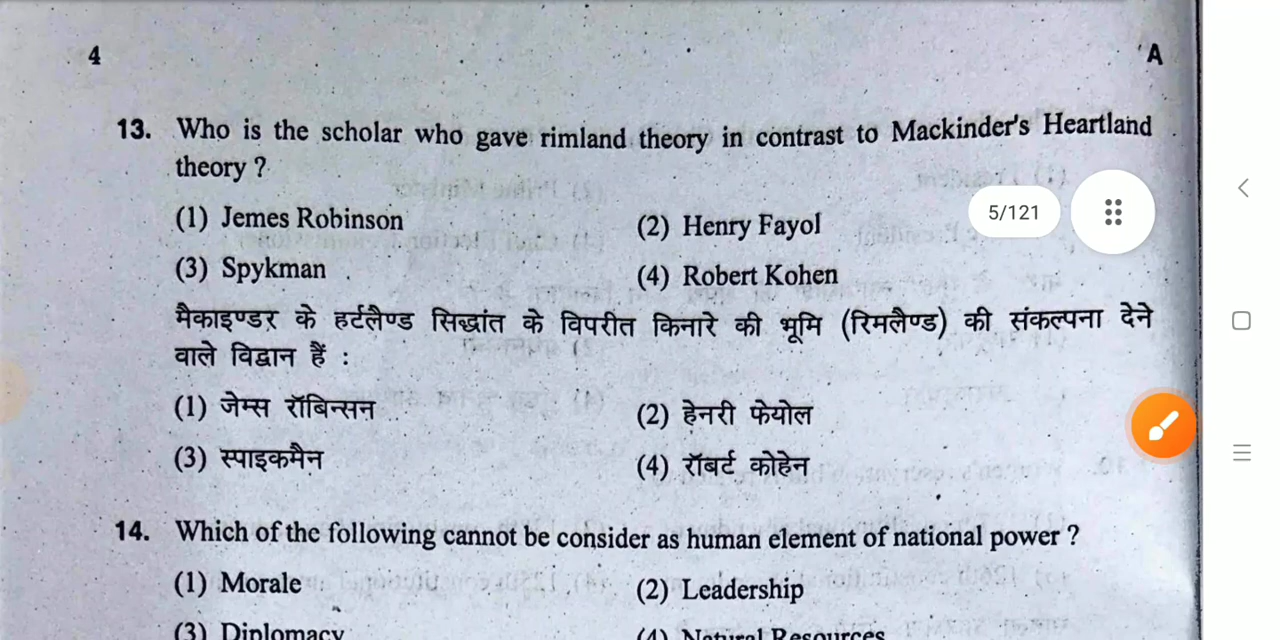 4
A
13. Who is the scholar who gave rimland theory in contrast to Mackinder's Heartland
theory ?
5/121
(1) Jemes Robinson
(2) Henry Fayol
(3) Spykman
(4) Robert Kohen
मैकाइण्डर के हर्टलैण्ड सिद्धांत के विपरीत किनारे की भूमि (रिमलैण्ड) की संकल्पना देने
वाले विद्वान हैं :
(1) जेम्स रॉबिन्सन
(2) हेनरी फेयोल
(3) स्पाइकमैन
(4) रॉबर्ट कोहेन
14. Which of the following cannot be consider as human element of national power ?
(1) Morale
(2) Leadership
(3) Diplomacy
(4) Natural Resources